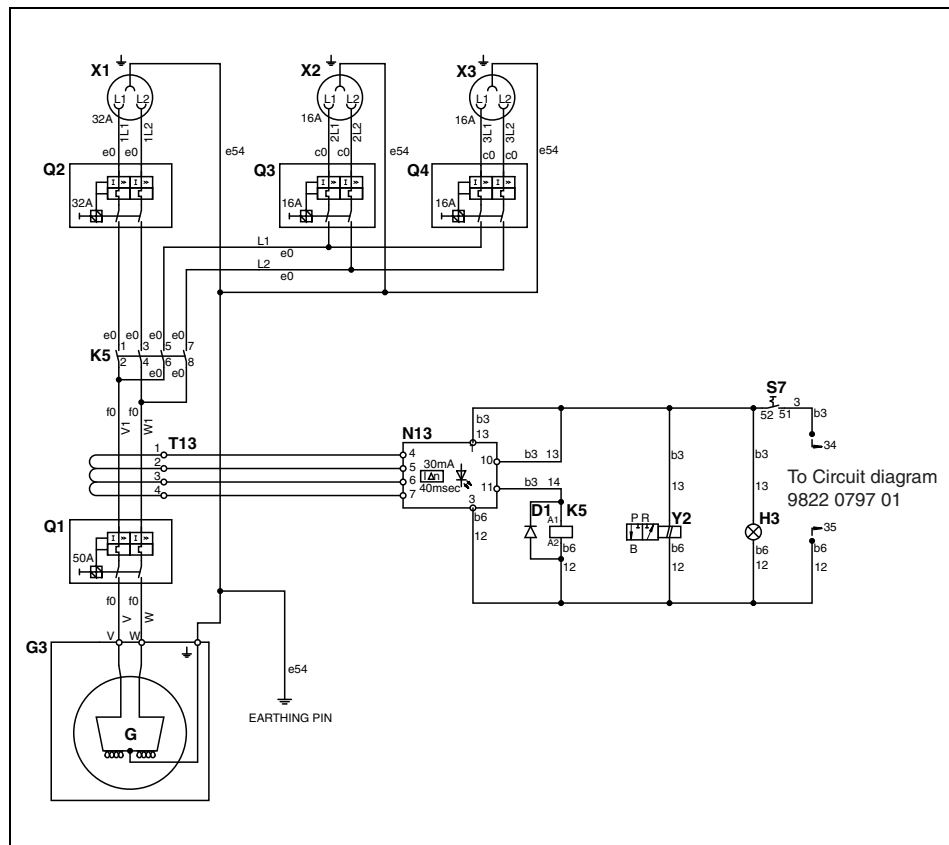 X1
X2
X3
L1 L2
L1 L2
L1 L2
32A
16A
16A
1L1
1L2
2L1
2L2
3L1
3L2
e0 e0
e54
c0 c0
e54
c0 c0
e54
Q2
Q3
Q4
I » I »
I » I »
I » I »
32A
16A
16A
L1
e0
L2
e0
e0 e0 e0 e0
K5
1 3 5 7
2 4 6 8
e0 e0
f0 f0
V1
W1
T13
1
2
3
4
N13
b3
13
4
5
6
7
30mA
IΔn
40msec
10
11
3
b6
12
b3 13
b3 14
D1
K5
A1
A2
b6
12
b3
13
P R
B
Y2
b6
12
b3
13
H3
b6
12
S7
52 51
3
b3
34
To Circuit diagram
9822 0797 01
35
b6
12
Q1
I » I »
50A
f0 f0
V
W
V W
G3
G
e54
EARTHING PIN